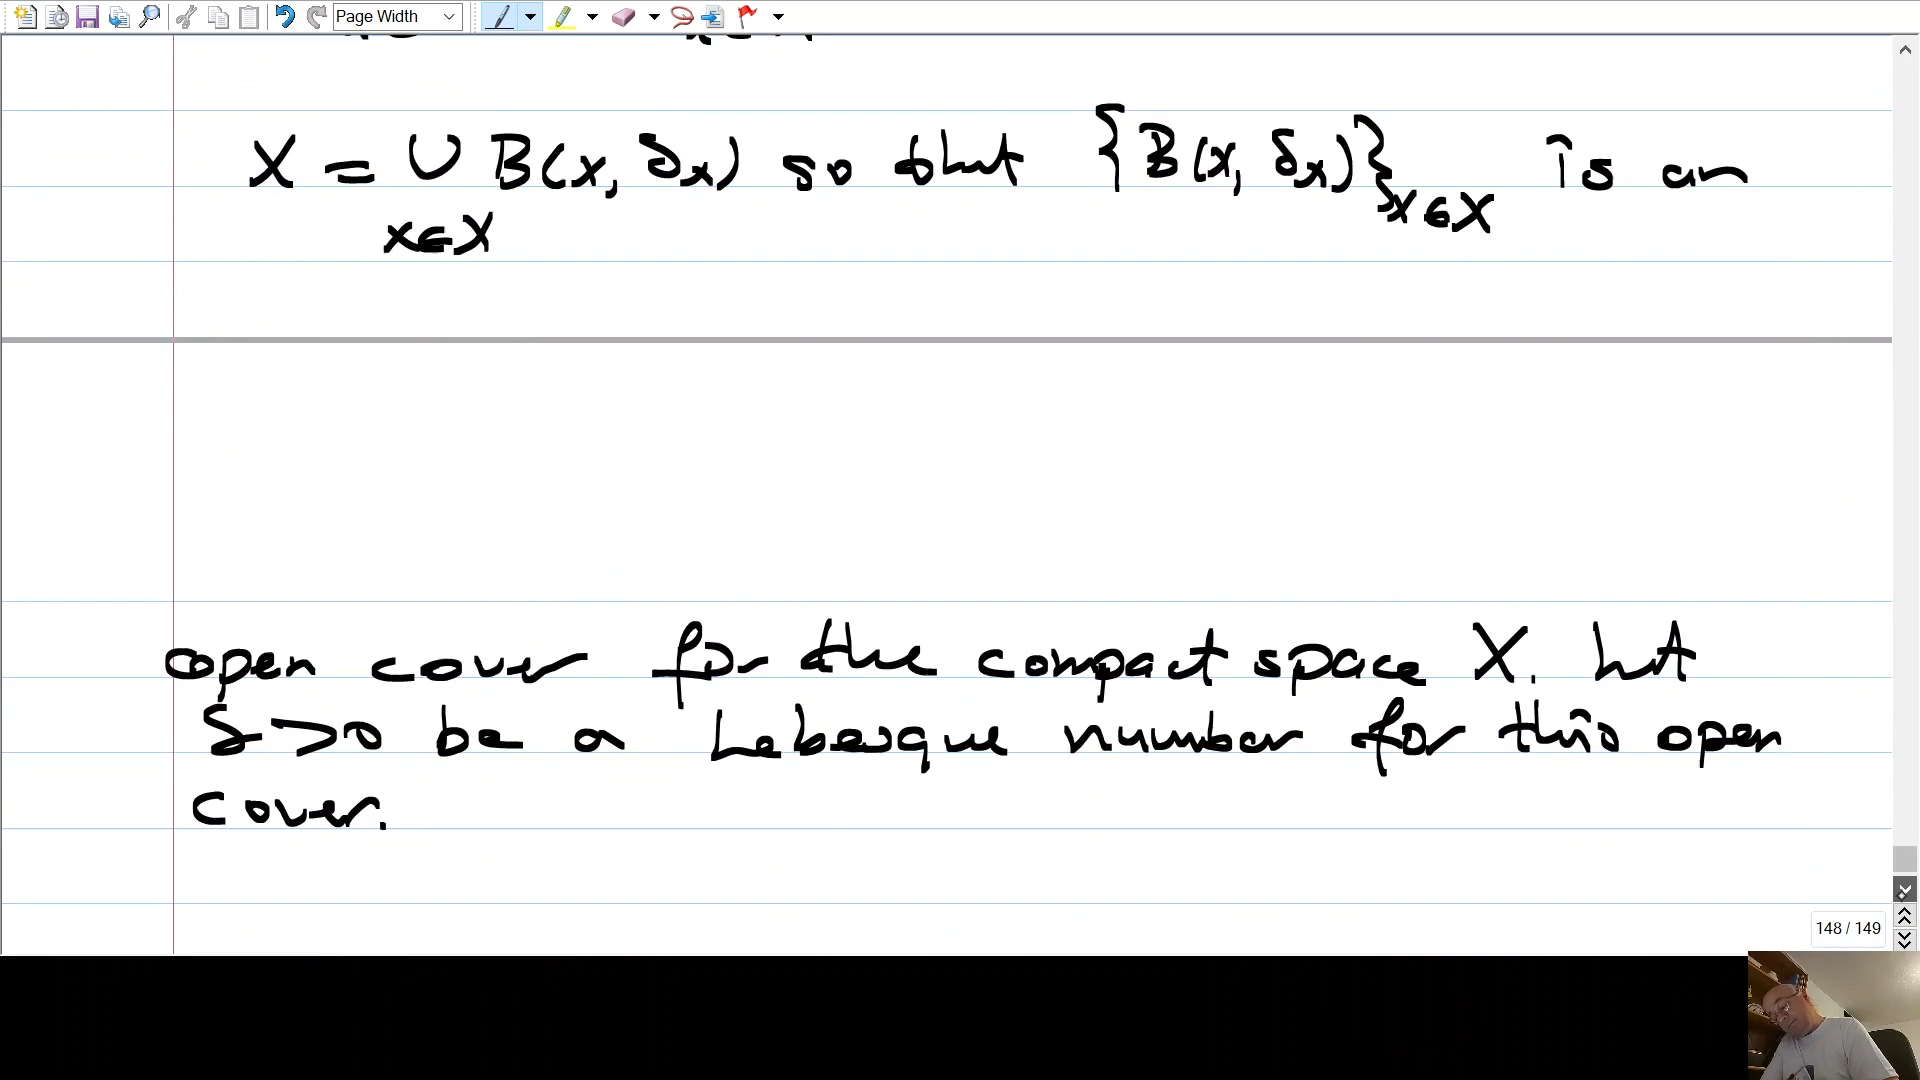 Page Width
X = ∪ B(x, δx) so that {B(x, δx)}x∈X is an
x∈X
open cover for the compact space X. Let
δ > 0 be a Lebesgue number for this open
cover.
148 / 149